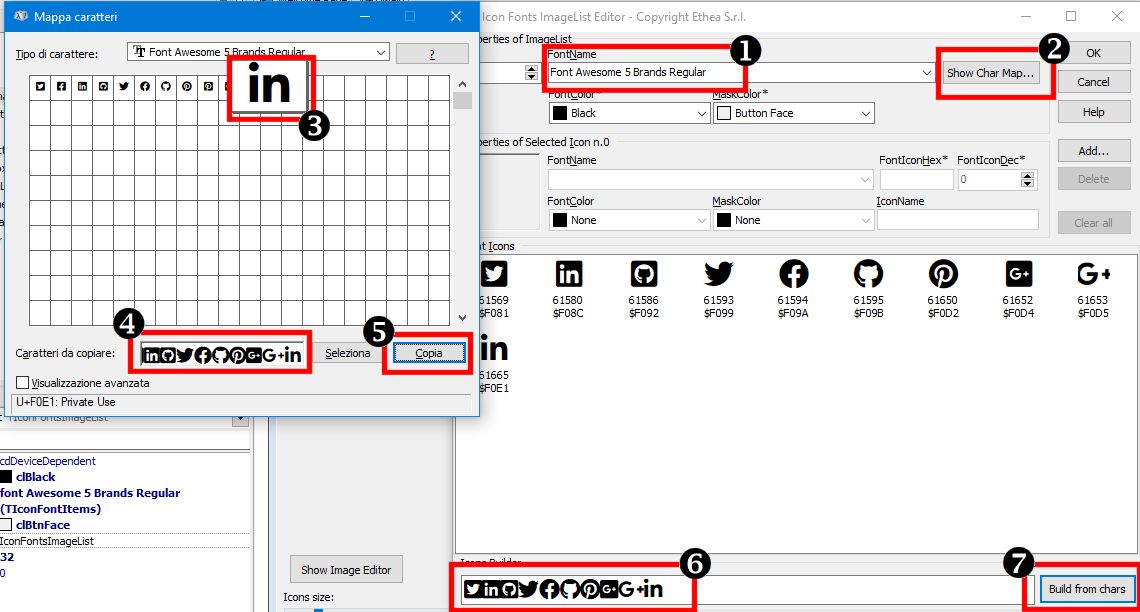 Mappa caratteri
Tipo di carattere:
Font Awesome 5 Brands Regular
?
in
3
4
Caratteri da copiare:
Seleziona
5
Copia
Visualizzazione avanzata
U+F0E1: Private Use
TIconFontsImageList
cdDeviceDependent
clBlack
font Awesome 5 Brands Regular
(TIconFontItems)
clBtnFace
IconFontsImageList
32
0
Icon Fonts ImageList Editor - Copyright Ethea S.r.l.
perties of ImageList
FontName
1
Font Awesome 5 Brands Regular
2
Show Char Map...
OK
Cancel
Help
FontColor*
MaskColor*
Black
Button Face
perties of Selected Icon n.0
FontName
FontIconHex*
FontIconDec*
0
FontColor
MaskColor
IconName
None
None
Add...
Delete
Clear all
Icons
61569
$F081
61580
$F08C
61586
$F092
61593
$F099
61594
$F09A
61595
$F09B
61650
$F0D2
61652
$F0D4
61653
$F0D5
61665
$F0E1
Show Image Editor
Icons size:
Icons Builder
6
7
Build from chars